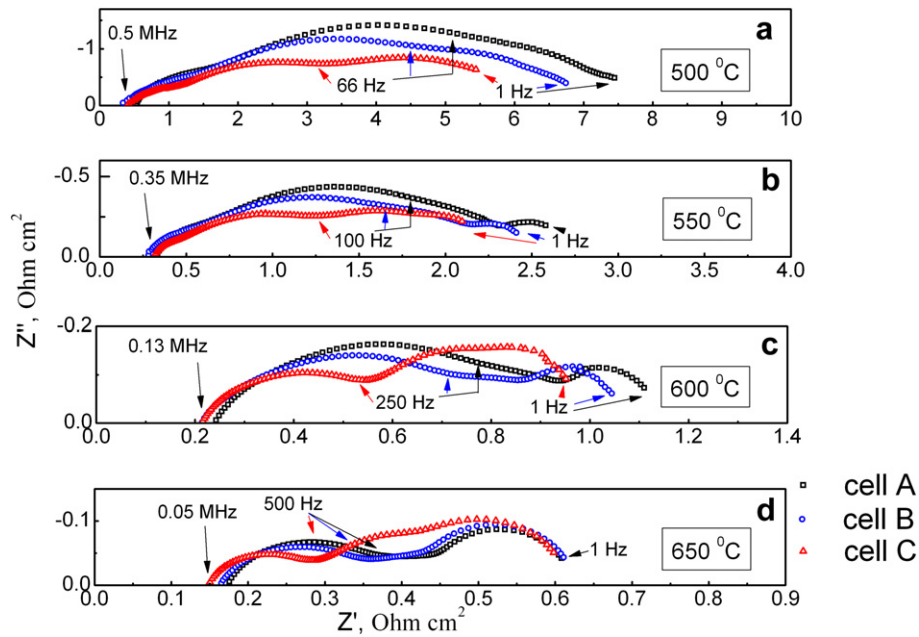 0.5 MHz
a
-1
66 Hz
1 Hz
500 ⁰C
0
0 1 2 3 4 5 6 7 8 9 10
-0.5
0.35 MHz
b
100 Hz
1 Hz
550 ⁰C
0.0
0.0 0.5 1.0 1.5 2.0 2.5 3.0 3.5 4.0
Z'', Ohm cm²
-0.2
0.13 MHz
c
250 Hz
1 Hz
600 ⁰C
0.0
0.0 0.2 0.4 0.6 0.8 1.0 1.2 1.4
-0.1
0.05 MHz
500 Hz
d
1 Hz
650 ⁰C
0.0
0.0 0.1 0.2 0.3 0.4 0.5 0.6 0.7 0.8 0.9
Z', Ohm cm²
cell A
cell B
cell C